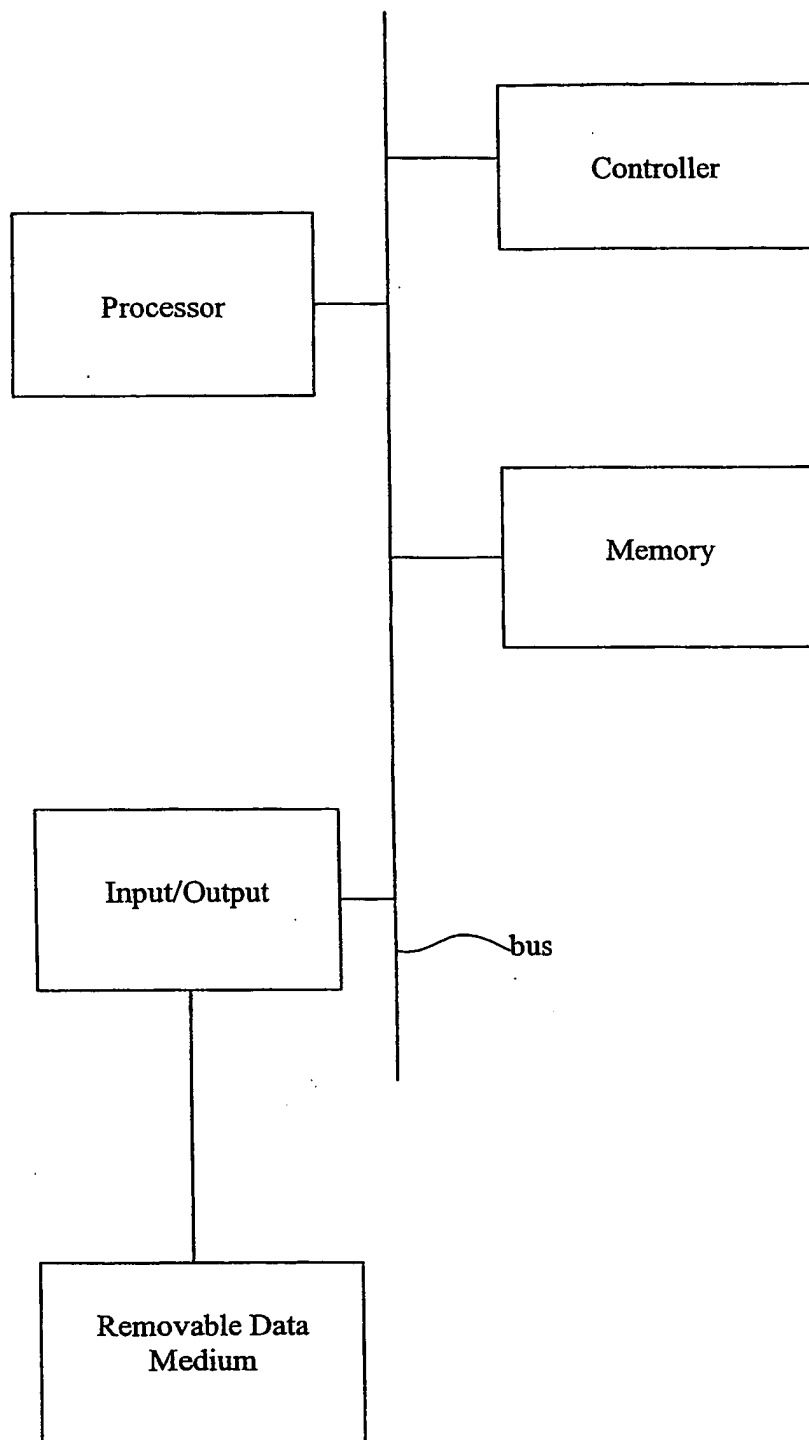 Controller
Processor
Memory
Input/Output
bus
Removable Data
Medium